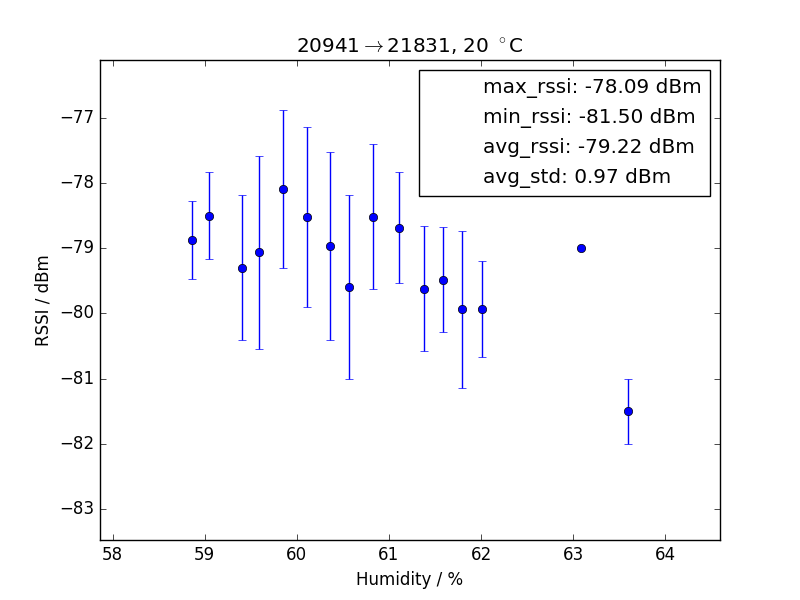 20941→21831, 20 °C
max_rssi: -78.09 dBm
min_rssi: -81.50 dBm
avg_rssi: -79.22 dBm
avg_std: 0.97 dBm
−77
−78
−79
−80
−81
−82
−83
RSSI / dBm
58 59 60 61 62 63 64
Humidity / %